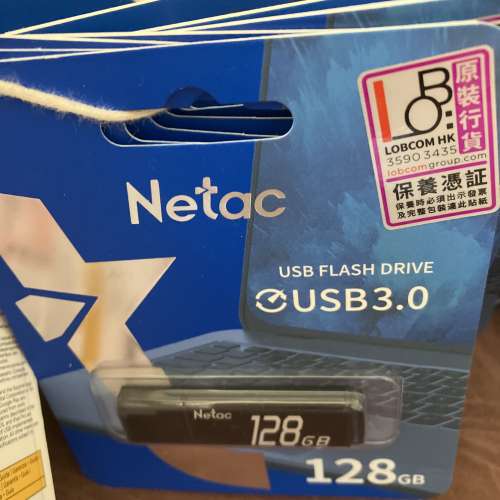 LOB:
LOBCOM HK
3590 3435
lobcomgroup.com
原裝行貨
保養憑証
保養時必須出示發票
及完整包裝連此貼紙
Netac
USB FLASH DRIVE
USB3.0
Netac
128GB
128GB